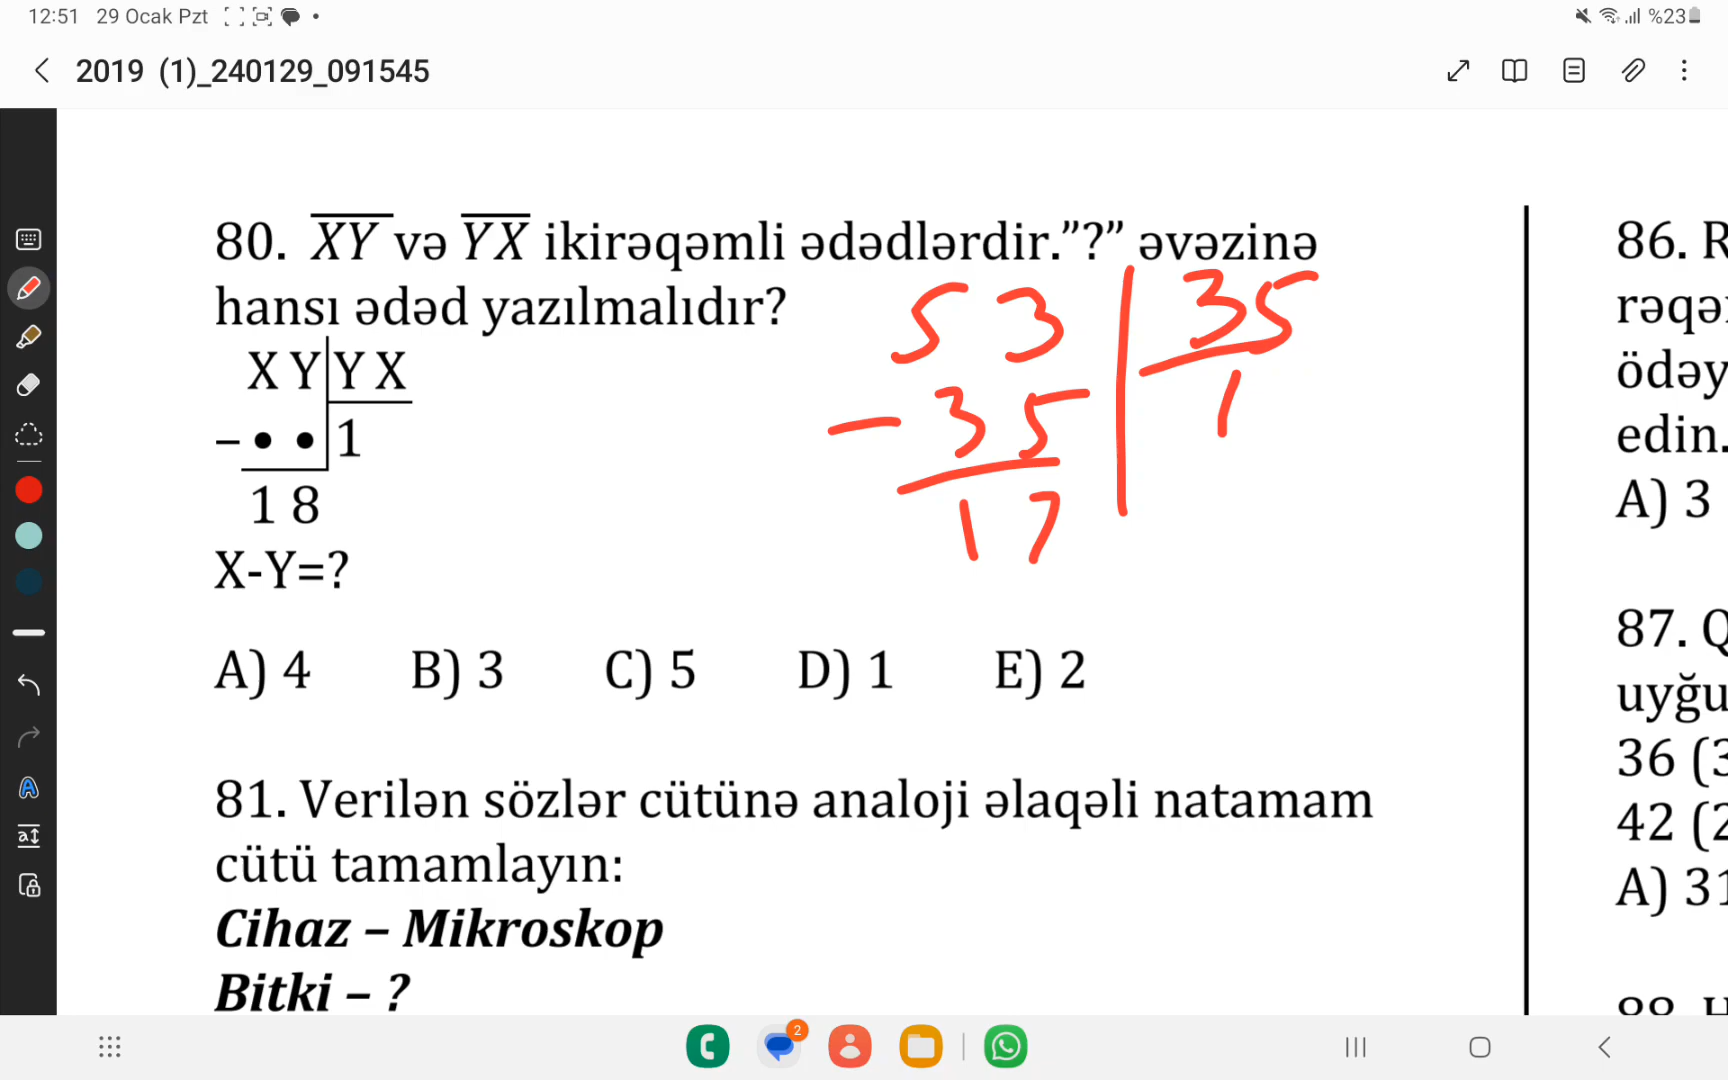 12:51 29 Ocak Pzt
%23
2019 (1)_240129_091545
80. XY və YX ikirəqəmli ədədlərdir.”?” əvəzinə
hansı ədəd yazılmalıdır?
X Y Y X
– • • 1
1 8
X-Y=?
A) 4 B) 3 C) 5 D) 1 E) 2
53 35
- 35 1
17
81. Verilən sözlər cütünə analoji əlaqəli natamam
cütü tamamlayın:
Cihaz – Mikroskop
Bitki – ?
86. R
rəqə
ödəy
edin.
A) 3
87. Q
uyğu
36 (3
42 (2
A) 31
2